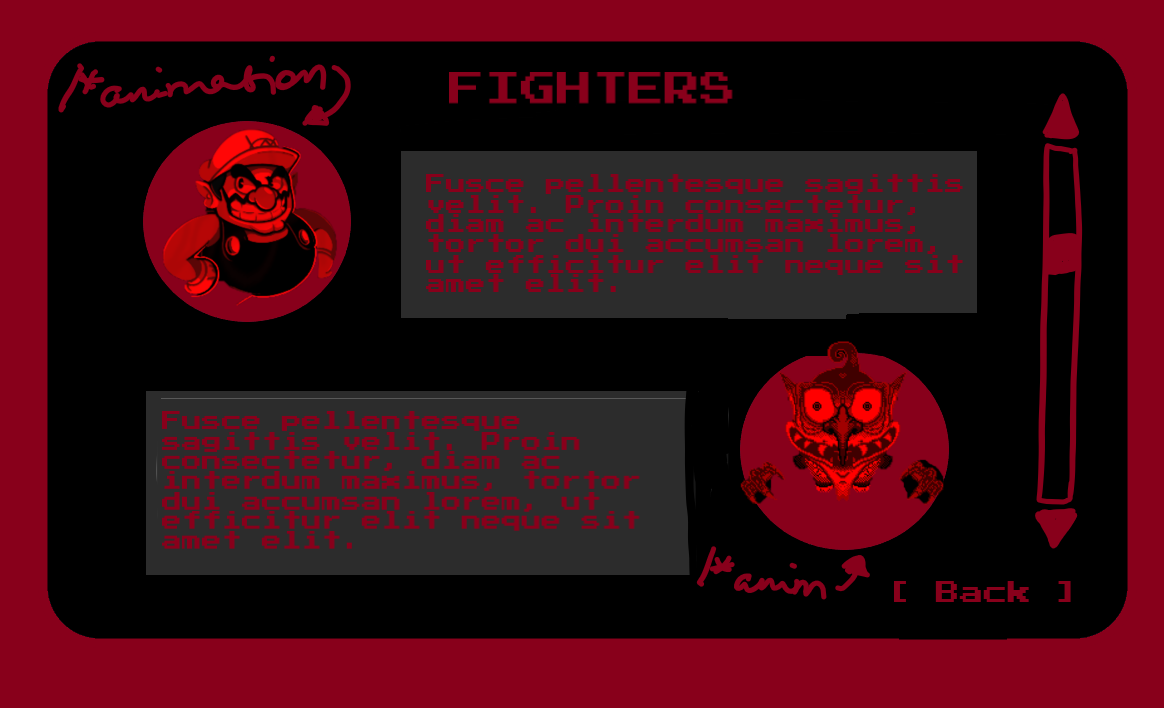 /*animation
FIGHTERS
Fusce pellentesque sagittis
velit. Proin consectetur,
diam ac interdum maximus,
tortor dui accumsan lorem,
ut efficitur elit neque sit
amet elit.
Fusce pellentesque
sagittis velit. Proin
consectetur, diam ac
interdum maximus, tortor
dui accumsan lorem, ut
efficitur elit neque sit
amet elit.
/*anim
[ Back ]